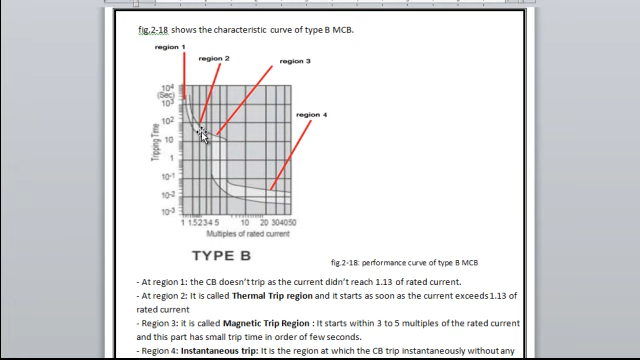 fig.2-18 shows the characteristic curve of type B MCB.
region 1
region 2
region 3
region 4
10⁴
(Sec)
10³
10²
10
1
10⁻¹
10⁻²
10⁻³
Tripping Time
1 1.5 2 3 4 5 10 20 30 40 50
Multiples of rated current
TYPE B
fig.2-18: performance curve of type B MCB
- At region 1: the CB doesn't trip as the current didn't reach 1.13 of rated current.
- At region 2: It is called Thermal Trip region and it starts as soon as the current exceeds 1.13 of
rated current
- Region 3: it is called Magnetic Trip Region : It starts within 3 to 5 multiples of the rated current
and this part has small trip time in order of few seconds.
- Region 4: Instantaneous trip: It is the region at which the CB trip instantaneously without any